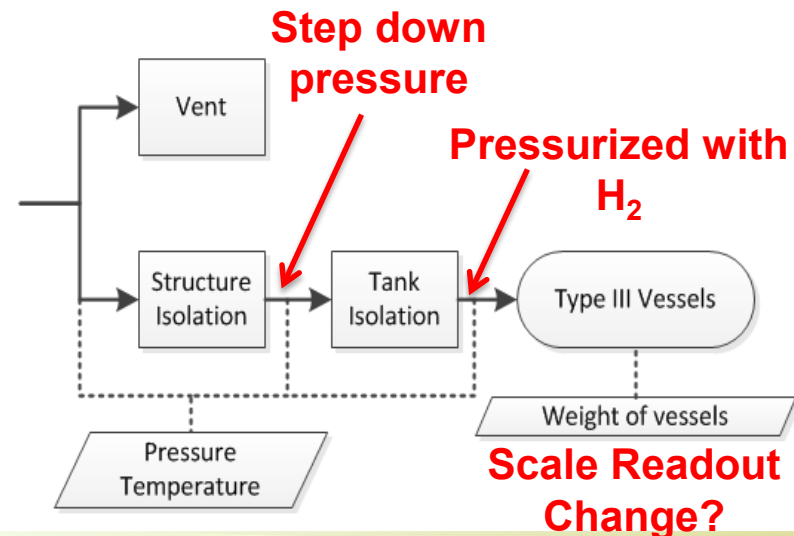 Step down
pressure
Vent
Pressurized with
H₂
Structure
Isolation
Tank
Isolation
Type III Vessels
Weight of vessels
Pressure
Temperature
Scale Readout
Change?